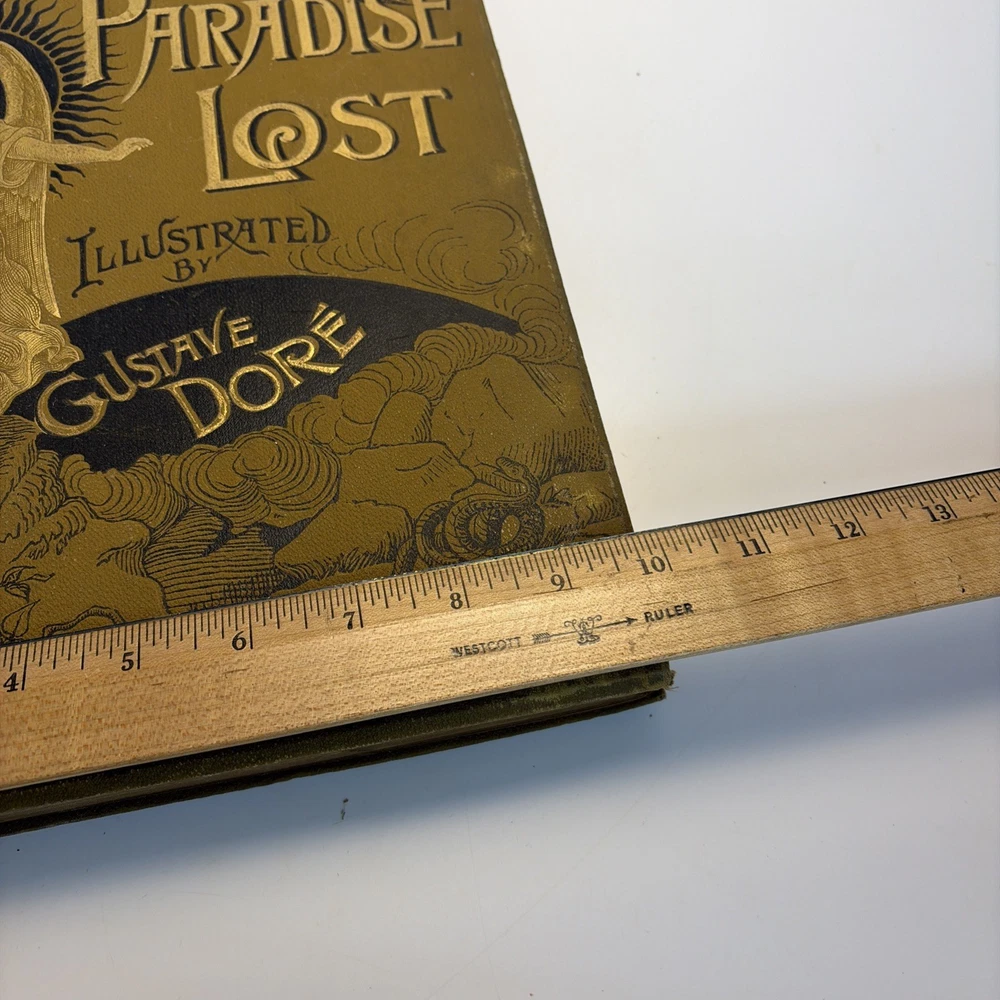 PARADISE
LOST
ILLUSTRATED
BY
GUSTAVE
DORÉ
4 5 6 7 8 9 10 11 12 13
WESTCOTT RULER